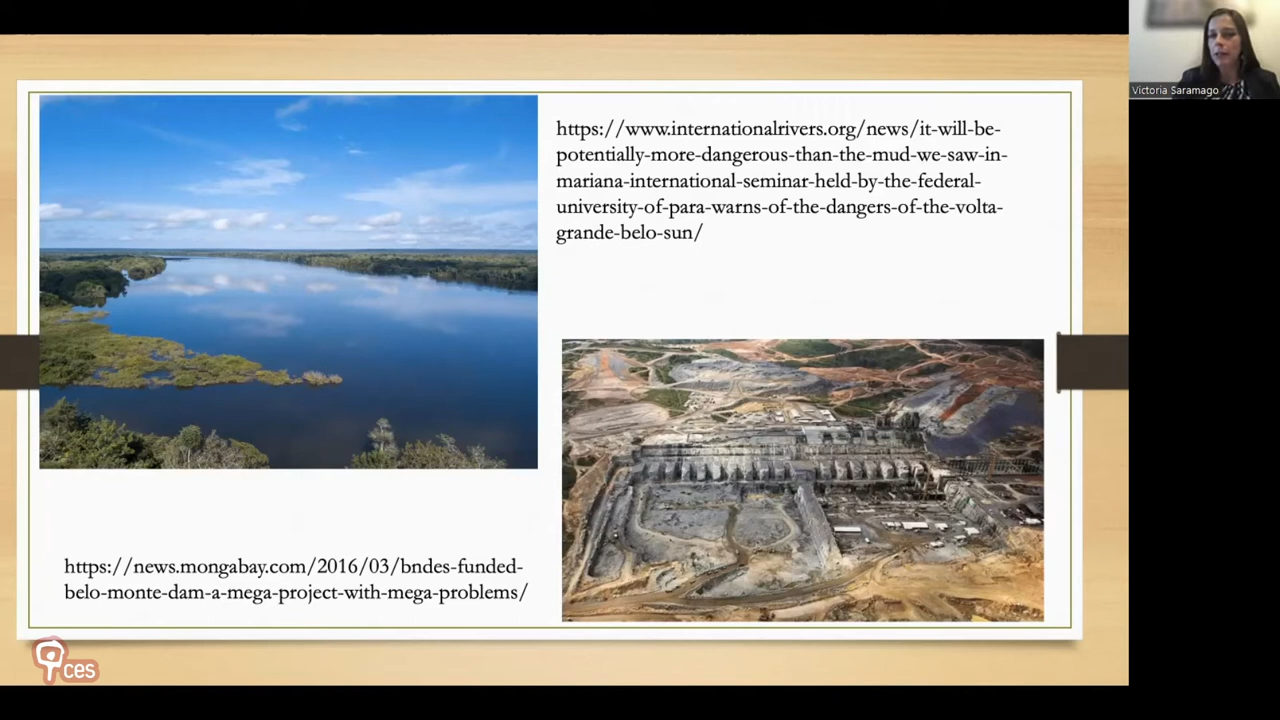 Victoria Saramago
https://www.internationalrivers.org/news/it-will-be-
potentially-more-dangerous-than-the-mud-we-saw-in-
mariana-international-seminar-held-by-the-federal-
university-of-para-warns-of-the-dangers-of-the-volta-
grande-belo-sun/
https://news.mongabay.com/2016/03/bndes-funded-
belo-monte-dam-a-mega-project-with-mega-problems/
ces